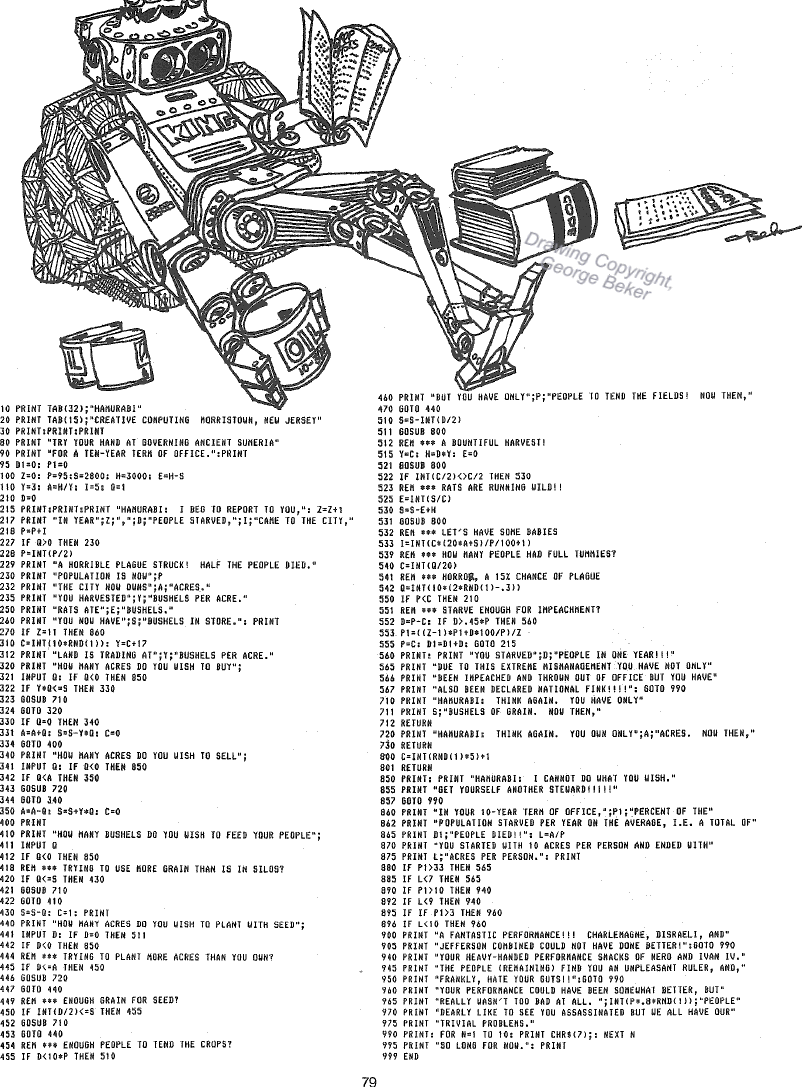 KING
OIL
Drawing Copyright,
George Beker
10 PRINT TAB(32);"HAMURABI"
20 PRINT TAB(15);"CREATIVE COMPUTING MORRISTOWN, NEW JERSEY"
30 PRINT:PRINT:PRINT
80 PRINT "TRY YOUR HAND AT GOVERNING ANCIENT SUMERIA"
90 PRINT "FOR A TEN-YEAR TERM OF OFFICE.":PRINT
95 D1=0: P1=0
100 Z=0: P=95:S=2800: H=3000: E=H-S
110 Y=3: A=H/Y: I=5: Q=1
210 D=0
215 PRINT:PRINT:PRINT "HAMURABI:  I BEG TO REPORT TO YOU,": Z=Z+1
217 PRINT "IN YEAR";Z;",";D;"PEOPLE STARVED,";I;"CAME TO THE CITY,"
218 P=P+I
227 IF Q>0 THEN 230
228 P=INT(P/2)
229 PRINT "A HORRIBLE PLAGUE STRUCK!  HALF THE PEOPLE DIED."
230 PRINT "POPULATION IS NOW";P
232 PRINT "THE CITY NOW OWNS";A;"ACRES."
235 PRINT "YOU HARVESTED";Y;"BUSHELS PER ACRE."
250 PRINT "RATS ATE";E;"BUSHELS."
260 PRINT "YOU NOW HAVE";S;"BUSHELS IN STORE.": PRINT
270 IF Z=11 THEN 860
310 C=INT(10*RND(1)): Y=C+17
312 PRINT "LAND IS TRADING AT";Y;"BUSHELS PER ACRE."
320 PRINT "HOW MANY ACRES DO YOU WISH TO BUY";
321 INPUT Q: IF Q<0 THEN 850
322 IF Y*Q<=S THEN 330
323 GOSUB 710
324 GOTO 320
330 IF Q=0 THEN 340
331 A=A+Q: S=S-Y*Q: C=0
334 GOTO 400
340 PRINT "HOW MANY ACRES DO YOU WISH TO SELL";
341 INPUT Q: IF Q<0 THEN 850
342 IF Q<A THEN 350
343 GOSUB 720
344 GOTO 340
350 A=A-Q: S=S+Y*Q: C=0
400 PRINT
410 PRINT "HOW MANY BUSHELS DO YOU WISH TO FEED YOUR PEOPLE";
411 INPUT Q
412 IF Q<0 THEN 850
418 REM *** TRYING TO USE MORE GRAIN THAN IS IN SILOS?
420 IF Q<=S THEN 430
421 GOSUB 710
422 GOTO 410
430 S=S-Q: C=1: PRINT
440 PRINT "HOW MANY ACRES DO YOU WISH TO PLANT WITH SEED";
441 INPUT D: IF D=0 THEN 511
442 IF D<0 THEN 850
444 REM *** TRYING TO PLANT MORE ACRES THAN YOU OWN?
445 IF D<=A THEN 450
446 GOSUB 720
447 GOTO 440
449 REM *** ENOUGH GRAIN FOR SEED?
450 IF INT(D/2)<=S THEN 455
452 GOSUB 710
453 GOTO 440
454 REM *** ENOUGH PEOPLE TO TEND THE CROPS?
455 IF D<10*P THEN 510
460 PRINT "BUT YOU HAVE ONLY";P;"PEOPLE TO TEND THE FIELDS!  NOW THEN,"
470 GOTO 440
510 S=S-INT(D/2)
511 GOSUB 800
512 REM *** A BOUNTIFUL HARVEST!
515 Y=C: H=D*Y: E=0
521 GOSUB 800
522 IF INT(C/2)<>C/2 THEN 530
523 REM *** RATS ARE RUNNING WILD!!
525 E=INT(S/C)
530 S=S-E+H
531 GOSUB 800
532 REM *** LET'S HAVE SOME BABIES
533 I=INT(C*(20*A+S)/P/100+1)
539 REM *** HOW MANY PEOPLE HAD FULL TUMMIES?
540 C=INT(Q/20)
541 REM *** HORROR, A 15% CHANCE OF PLAGUE
542 Q=INT(10*(2*RND(1)-.3))
550 IF P<C THEN 210
551 REM *** STARVE ENOUGH FOR IMPEACHMENT?
552 D=P-C: IF D>.45*P THEN 560
553 P1=((Z-1)*P1+D*100/P)/Z
555 P=C: D1=D1+D: GOTO 215
560 PRINT: PRINT "YOU STARVED";D;"PEOPLE IN ONE YEAR!!!"
565 PRINT "DUE TO THIS EXTREME MISMANAGEMENT YOU HAVE NOT ONLY"
566 PRINT "BEEN IMPEACHED AND THROWN OUT OF OFFICE BUT YOU HAVE"
567 PRINT "ALSO BEEN DECLARED NATIONAL FINK!!!!": GOTO 990
710 PRINT "HAMURABI:  THINK AGAIN.  YOU HAVE ONLY"
711 PRINT S;"BUSHELS OF GRAIN.  NOW THEN,"
712 RETURN
720 PRINT "HAMURABI:  THINK AGAIN.  YOU OWN ONLY";A;"ACRES.  NOW THEN,"
730 RETURN
800 C=INT(RND(1)*5)+1
801 RETURN
850 PRINT: PRINT "HAMURABI:  I CANNOT DO WHAT YOU WISH."
855 PRINT "GET YOURSELF ANOTHER STEWARD!!!!!"
857 GOTO 990
860 PRINT "IN YOUR 10-YEAR TERM OF OFFICE,";P1;"PERCENT OF THE"
862 PRINT "POPULATION STARVED PER YEAR ON THE AVERAGE, I.E. A TOTAL OF"
865 PRINT D1;"PEOPLE DIED!!": L=A/P
870 PRINT "YOU STARTED WITH 10 ACRES PER PERSON AND ENDED WITH"
875 PRINT L;"ACRES PER PERSON.": PRINT
880 IF P1>33 THEN 565
885 IF L<7 THEN 565
890 IF P1>10 THEN 940
892 IF L<9 THEN 940
895 IF IF P1>3 THEN 960
896 IF L<10 THEN 960
900 PRINT "A FANTASTIC PERFORMANCE!!!  CHARLEMAGNE, DISRAELI, AND"
905 PRINT "JEFFERSON COMBINED COULD NOT HAVE DONE BETTER!":GOTO 990
940 PRINT "YOUR HEAVY-HANDED PERFORMANCE SMACKS OF NERO AND IVAN IV."
945 PRINT "THE PEOPLE (REMAINING) FIND YOU AN UNPLEASANT RULER, AND,"
950 PRINT "FRANKLY, HATE YOUR GUTS!!":GOTO 990
960 PRINT "YOUR PERFORMANCE COULD HAVE BEEN SOMEWHAT BETTER, BUT"
965 PRINT "REALLY WASN'T TOO BAD AT ALL. ";INT(P*.8*RND(1));"PEOPLE"
970 PRINT "DEARLY LIKE TO SEE YOU ASSASSINATED BUT WE ALL HAVE OUR"
975 PRINT "TRIVIAL PROBLEMS."
990 PRINT: FOR N=1 TO 10: PRINT CHR$(7);: NEXT N
995 PRINT "SO LONG FOR NOW.": PRINT
999 END
79